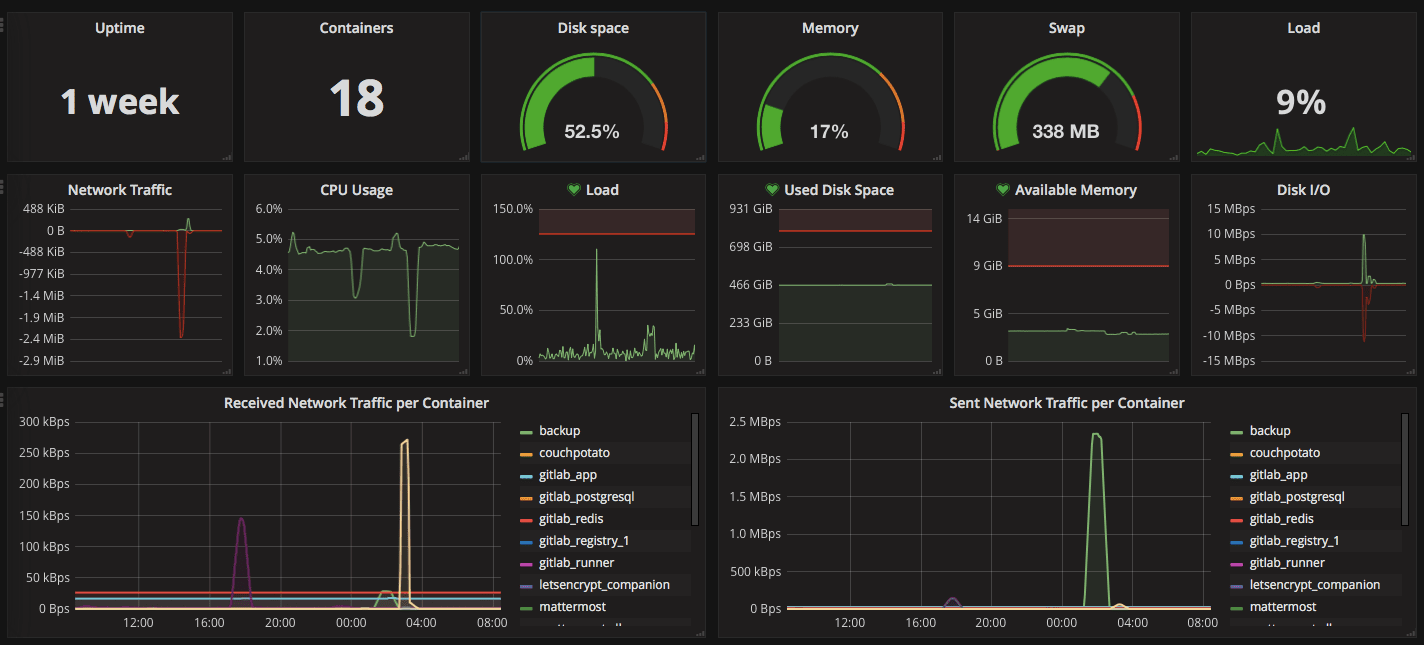 Uptime
1 week
Containers
18
Disk space
52.5%
Memory
17%
Swap
338 MB
Load
9%
Network Traffic
488 KiB
0 B
-488 KiB
-977 KiB
-1.4 MiB
-1.9 MiB
-2.4 MiB
-2.9 MiB
CPU Usage
6.0%
5.0%
4.0%
3.0%
2.0%
1.0%
Load
150.0%
100.0%
50.0%
0%
Used Disk Space
931 GiB
698 GiB
466 GiB
233 GiB
0 B
Available Memory
14 GiB
9 GiB
5 GiB
0 B
Disk I/O
15 MBps
10 MBps
5 MBps
0 Bps
-5 MBps
-10 MBps
-15 MBps
Received Network Traffic per Container
300 kBps
250 kBps
200 kBps
150 kBps
100 kBps
50 kBps
0 Bps
12:00 16:00 20:00 00:00 04:00 08:00
backup
couchpotato
gitlab_app
gitlab_postgresql
gitlab_redis
gitlab_registry_1
gitlab_runner
letsencrypt_companion
mattermost
Sent Network Traffic per Container
2.5 MBps
2.0 MBps
1.5 MBps
1.0 MBps
500 kBps
0 Bps
12:00 16:00 20:00 00:00 04:00 08:00
backup
couchpotato
gitlab_app
gitlab_postgresql
gitlab_redis
gitlab_registry_1
gitlab_runner
letsencrypt_companion
mattermost